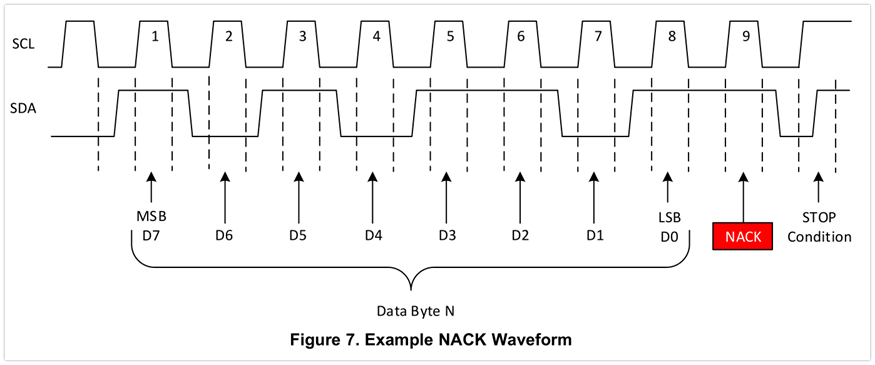 SCL
1 2 3 4 5 6 7 8 9
SDA
MSB LSB STOP
D7 D6 D5 D4 D3 D2 D1 D0 NACK Condition
Data Byte N
Figure 7. Example NACK Waveform